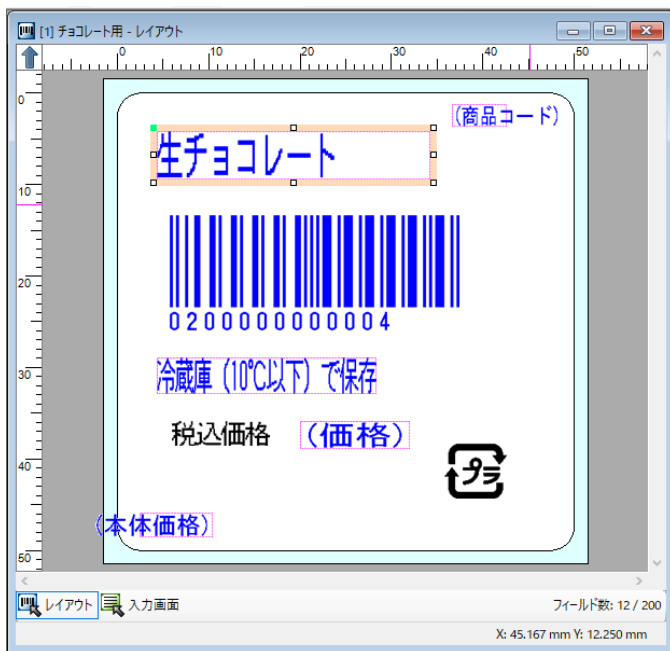 [1] チョコレート用 - レイアウト
0 10 20 30 40 50
0
10
20
30
40
50
(商品コード)
生チョコレート
0200000000004
冷蔵庫(10℃以下)で保存
税込価格 (価格)
プラ
(本体価格)
レイアウト 入力画面 フィールド数: 12 / 200
X: 45.167 mm Y: 12.250 mm